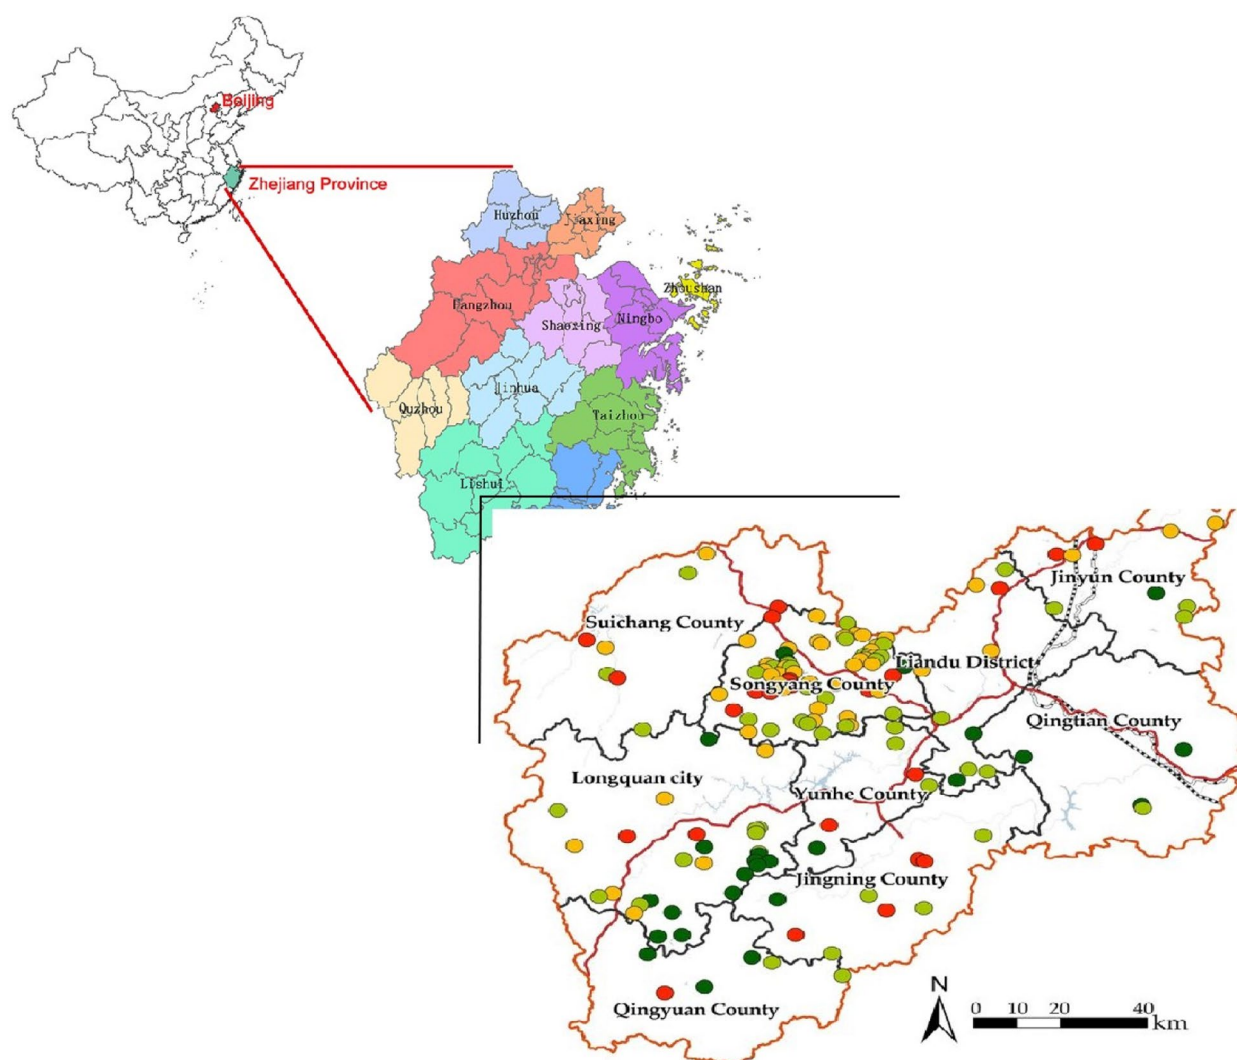 Beijing
Zhejiang Province
Huzhou
Hangzhou
Zhoushan
Shaoxing
Ningbo
Jinhua
Quzhou
Taizhou
Lishui
Jinyun County
Suichang County
Liandu District
Songyang County
Qingtian County
Longquan city
Yunhe County
Jingning County
Qingyuan County
N
0 10 20 40
km